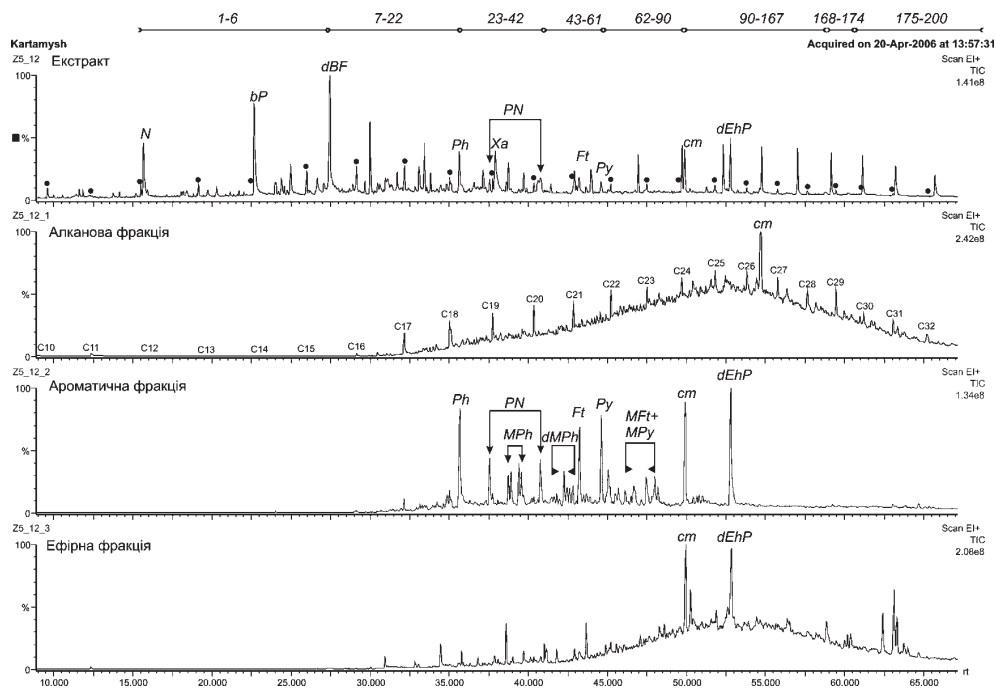 1-6 7-22 23-42 43-61 62-90 90-167 168-174 175-200
Kartamysh Acquired on 20-Apr-2006 at 13:57:31
Z5_12 Scan EI+
Екстракт TIC
1.41e8
100
%
0
N bP dBF Ph PN Xa Ft Py cm dEhP
Z5_12_1 Scan EI+
Алканова фракція TIC
2.42e8
100
%
0
cm
C10 C11 C12 C13 C14 C15 C16 C17 C18 C19 C20 C21 C22 C23 C24 C25 C26 C27 C28 C29 C30 C31 C32
Z5_12_2 Scan EI+
Ароматична фракція TIC
1.34e8
100
%
0
Ph PN MPh dMPh Ft Py MFt+
MPy cm dEhP
Z5_12_3 Scan EI+
Ефірна фракція TIC
2.06e8
100
%
0
cm dEhP
rt
10.000 15.000 20.000 25.000 30.000 35.000 40.000 45.000 50.000 55.000 60.000 65.000